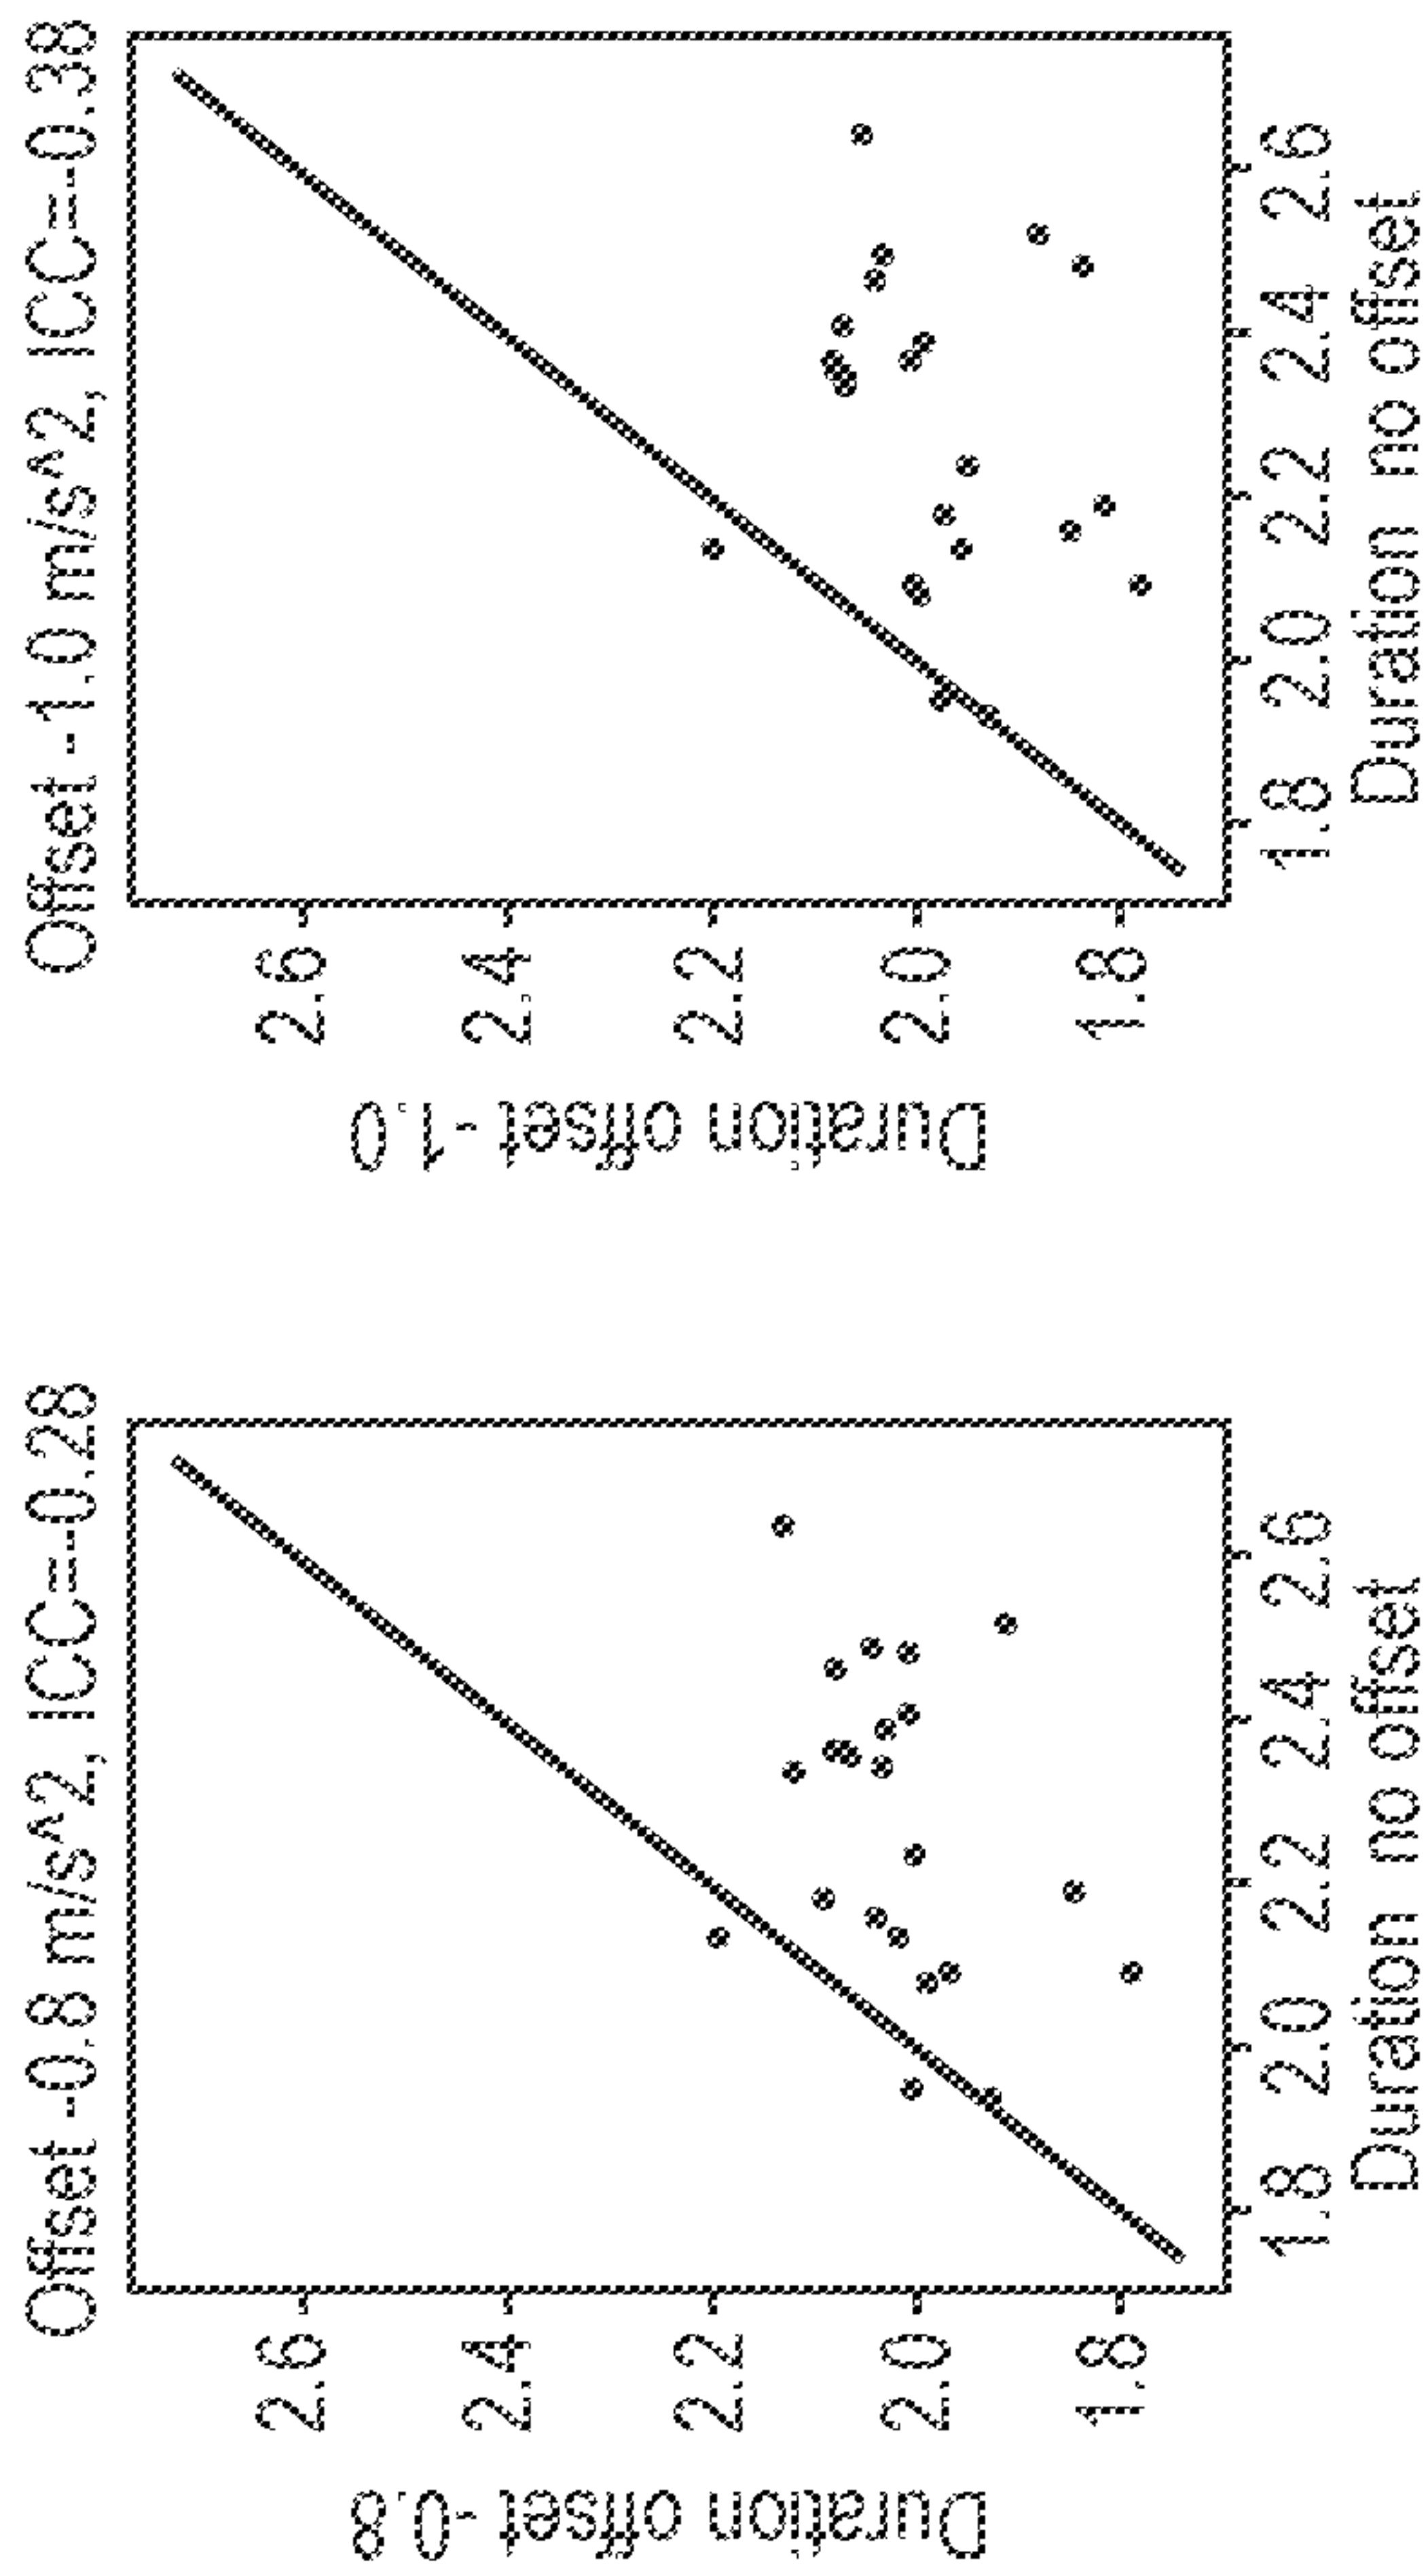 Offset -0.8 m/s^2, ICC=-0.28
Duration offset -0.8
2.6
2.4
2.2
2.0
1.8
1.8 2.0 2.2 2.4 2.6
Duration no offset
Offset -1.0 m/s^2, ICC=-0.38
Duration offset -1.0
2.6
2.4
2.2
2.0
1.8
1.8 2.0 2.2 2.4 2.6
Duration no offset